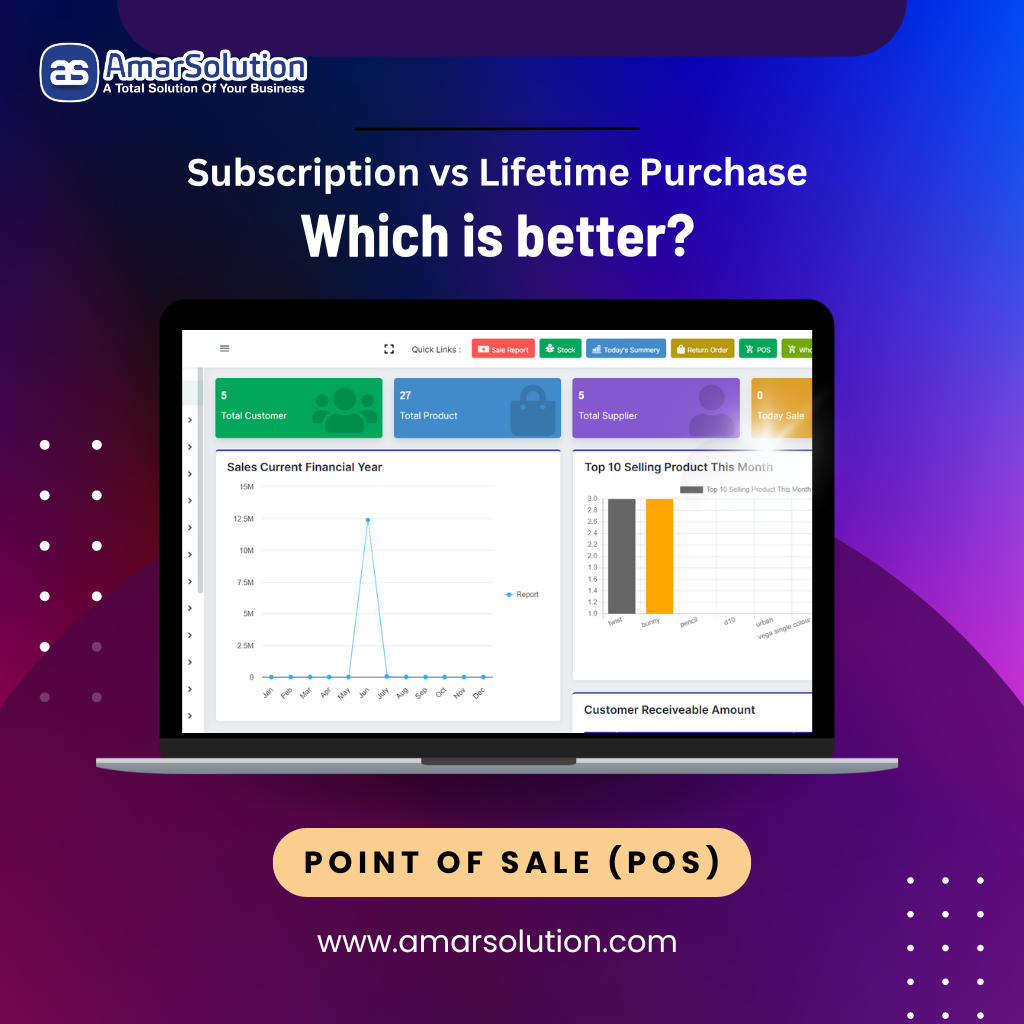 as AmarSolution
A Total Solution Of Your Business
Subscription vs Lifetime Purchase
Which is better?
Quick Links :
Sale Report
Stock
Today's Summery
Return Order
POS
5
Total Customer
27
Total Product
5
Total Supplier
0
Today Sale
Sales Current Financial Year
15M
12.5M
10M
7.5M
5M
2.5M
0
Jan
Feb
Mar
Apr
May
Jun
July
Aug
Sep
Oct
Nov
Dec
Report
Top 10 Selling Product This Month
Top 10 Selling Product This Month
3.0
2.8
2.6
2.4
2.2
2.0
1.8
1.6
1.4
1.2
1.0
twist
bunny
pencil
d10
urban
vega single colour
Customer Receiveable Amount
POINT OF SALE (POS)
www.amarsolution.com